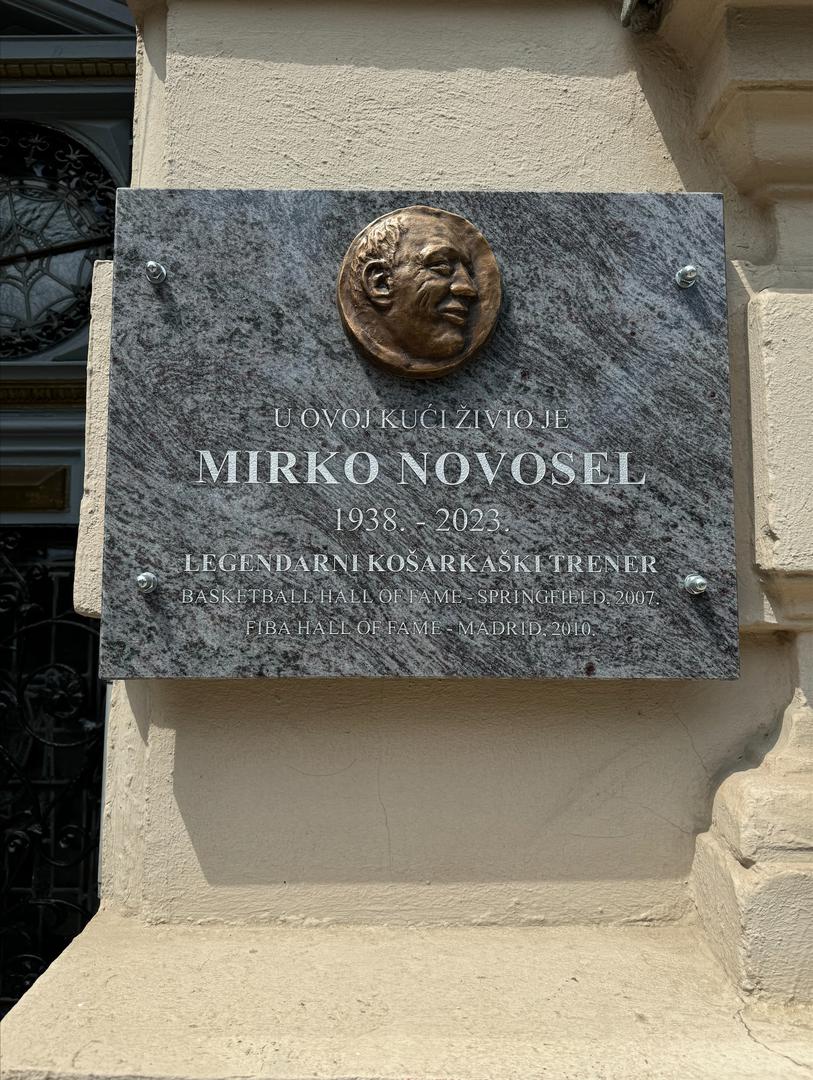 U OVOJ KUĆI ŽIVIO JE
MIRKO NOVOSEL
1938. - 2023.
LEGENDARNI KOŠARKAŠKI TRENER
BASKETBALL HALL OF FAME - SPRINGFIELD, 2007.
FIBA HALL OF FAME - MADRID, 2010.